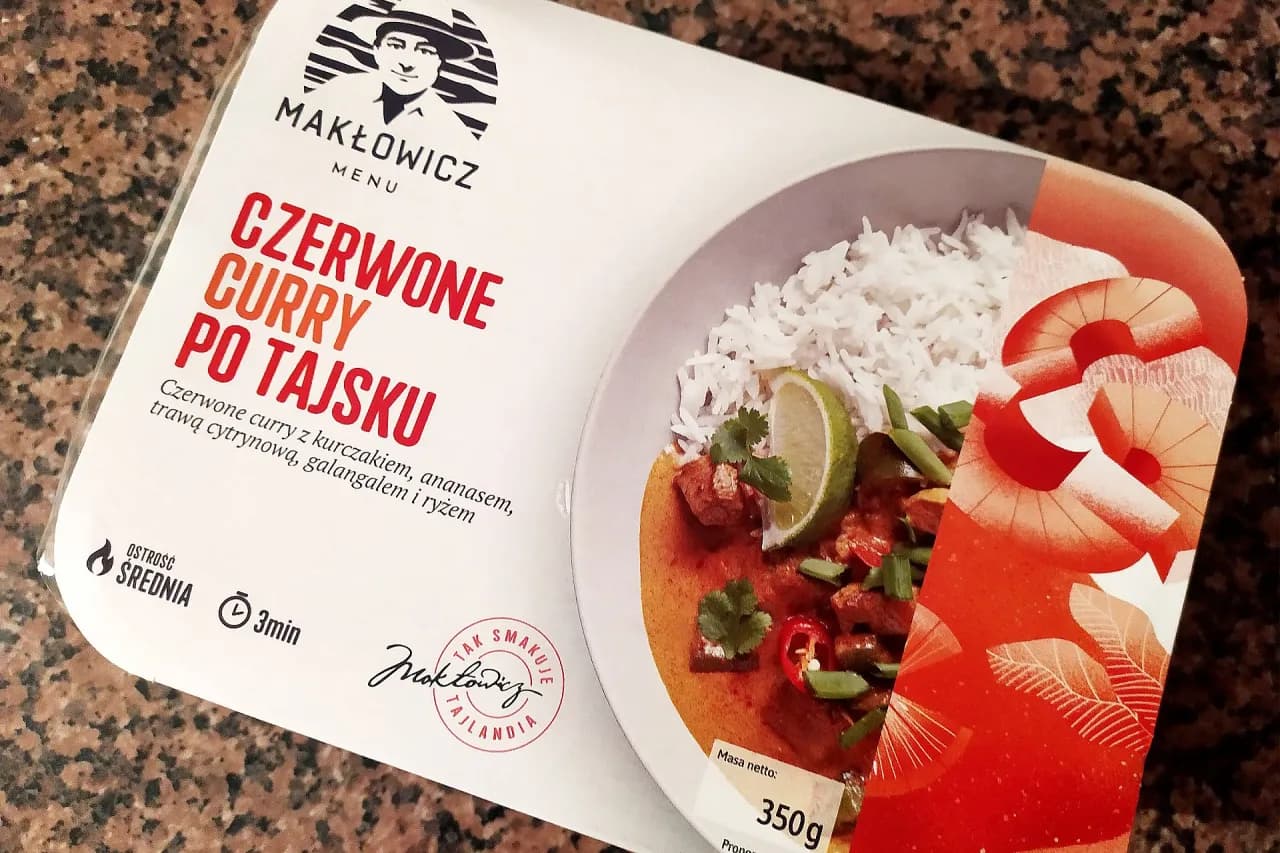 MAKŁOWICZ
MENU
CZERWONE
CURRY
PO TAJSKU
Czerwone curry z kurczakiem, ananasem,
trawą cytrynową, galangalem i ryżem
OSTROŚĆ
ŚREDNIA
3min
Makłowicz
TAK SMAKUJE
TAJLANDIA
Masa netto:
350g